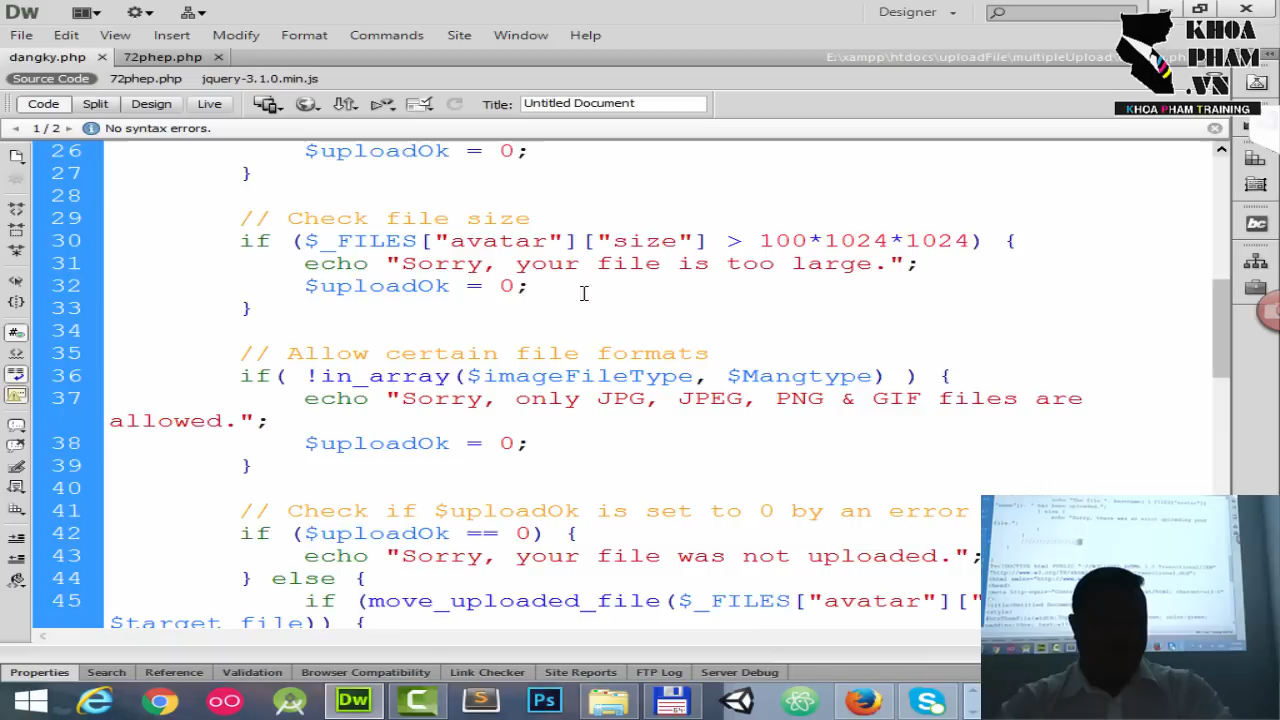 Dw
Designer
File Edit View Insert Modify Format Commands Site Window Help
KHOA
PHAM
.VN
KHOA PHAM TRAINING
dangky.php × 72phep.php ×
Source Code 72phep.php jquery-3.1.0.min.js
Code Split Design Live Title: Untitled Document
1 / 2 No syntax errors.
26 $uploadOk = 0;
27 }
28
29 // Check file size
30 if ($_FILES["avatar"]["size"] > 100*1024*1024) {
31 echo "Sorry, your file is too large.";
32 $uploadOk = 0;
33 }
34
35 // Allow certain file formats
36 if( !in_array($imageFileType, $Mangtype) ) {
37 echo "Sorry, only JPG, JPEG, PNG & GIF files are
allowed.";
38 $uploadOk = 0;
39 }
40
41 // Check if $uploadOk is set to 0 by an error
42 if ($uploadOk == 0) {
43 echo "Sorry, your file was not uploaded.";
44 } else {
45 if (move_uploaded_file($_FILES["avatar"]["
$target_file)) {
Properties Search Reference Validation Browser Compatibility Link Checker Site Reports FTP Log Server Debug
Dw Ps